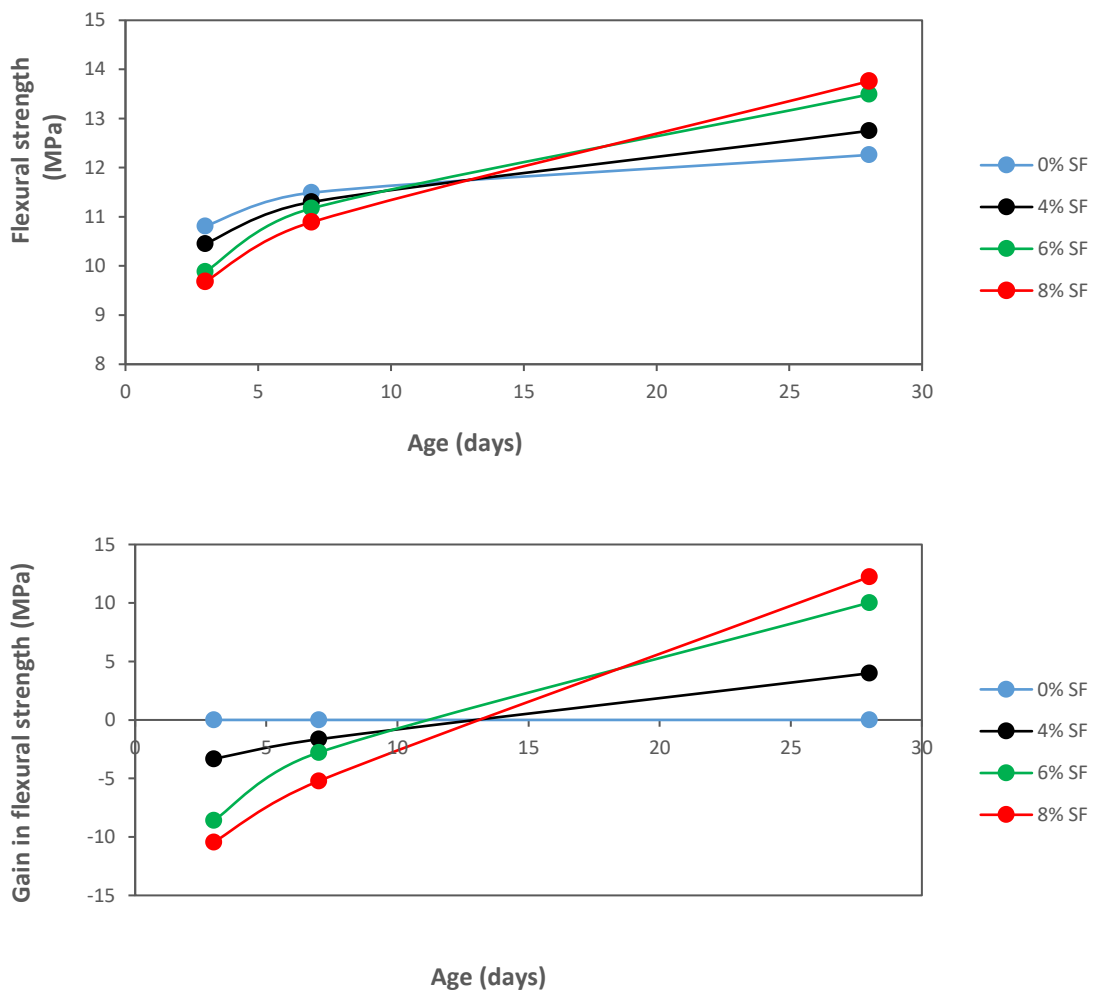 15
14
13
12
11
10
9
8
Flexural strength
(MPa)
0 5 10 15 20 25 30
Age (days)
0% SF
4% SF
6% SF
8% SF
15
10
5
0
-5
-10
-15
Gain in flexural strength (MPa)
0 5 10 15 20 25 30
Age (days)
0% SF
4% SF
6% SF
8% SF